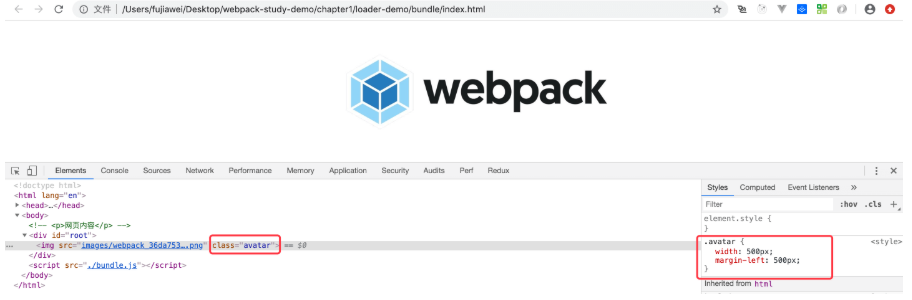 文件 | /Users/fujiawei/Desktop/webpack-study-demo/chapter1/loader-demo/bundle/index.html
webpack
Elements Console Sources Network Performance Memory Application Security Audits Perf Redux
<!doctype html>
<html lang="en">
<head>…</head>
<body>
<!-- <p>网页内容</p> -->
<div id="root">
<img src="images/webpack_36da753….png" class="avatar"> == $0
</div>
<script src="./bundle.js"></script>
</body>
</html>
Styles Computed Event Listeners »
Filter :hov .cls +
element.style {
}
.avatar { <style>
width: 500px;
margin-left: 500px;
}
Inherited from html